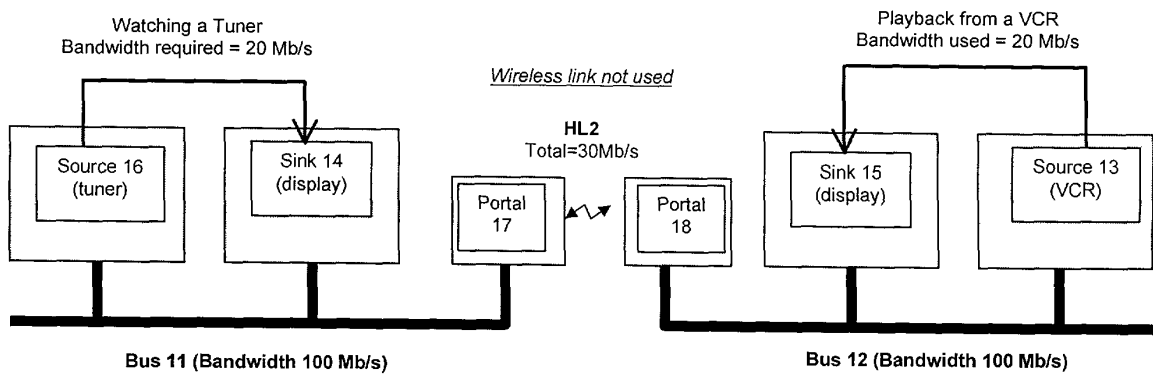 Watching a Tuner
Bandwidth required = 20 Mb/s
Playback from a VCR
Bandwidth used = 20 Mb/s
Wireless link not used
HL2
Total=30Mb/s
Source 16
(tuner)
Sink 14
(display)
Portal
17
Portal
18
Sink 15
(display)
Source 13
(VCR)
Bus 11 (Bandwidth 100 Mb/s)
Bus 12 (Bandwidth 100 Mb/s)